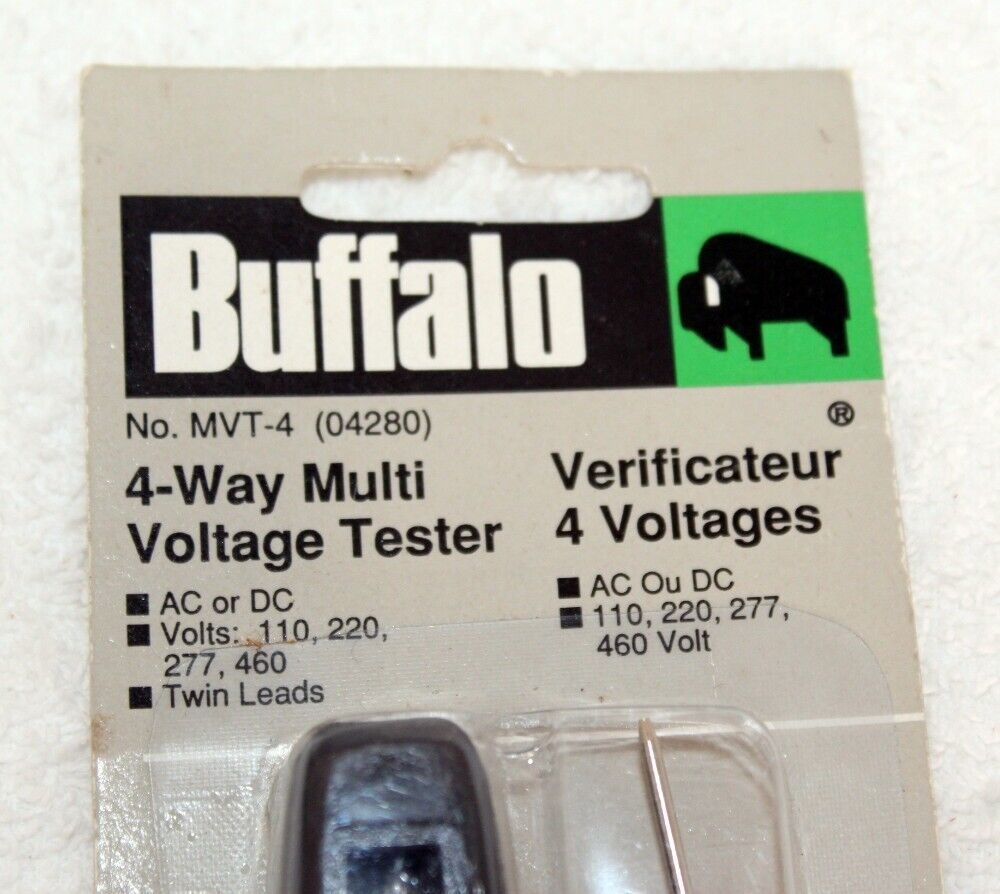 Buffalo
®
No. MVT-4 (04280)
4-Way Multi
Voltage Tester
■ AC or DC
■ Volts: 110, 220,
277, 460
■ Twin Leads
Verificateur
4 Voltages
■ AC Ou DC
■ 110, 220, 277,
460 Volt